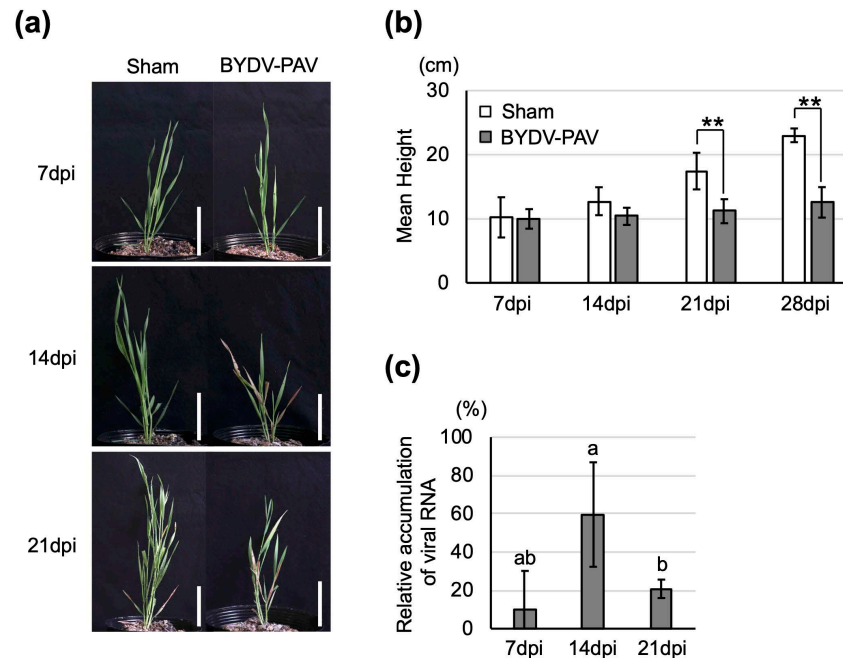 (a)
Sham BYDV-PAV
7dpi
14dpi
21dpi
(b)
(cm)
Mean Height
30
20
10
0
Sham
BYDV-PAV
**
**
7dpi 14dpi 21dpi 28dpi
(c)
(%)
Relative accumulation
of viral RNA
100
80
60
40
20
0
ab
a
b
7dpi 14dpi 21dpi